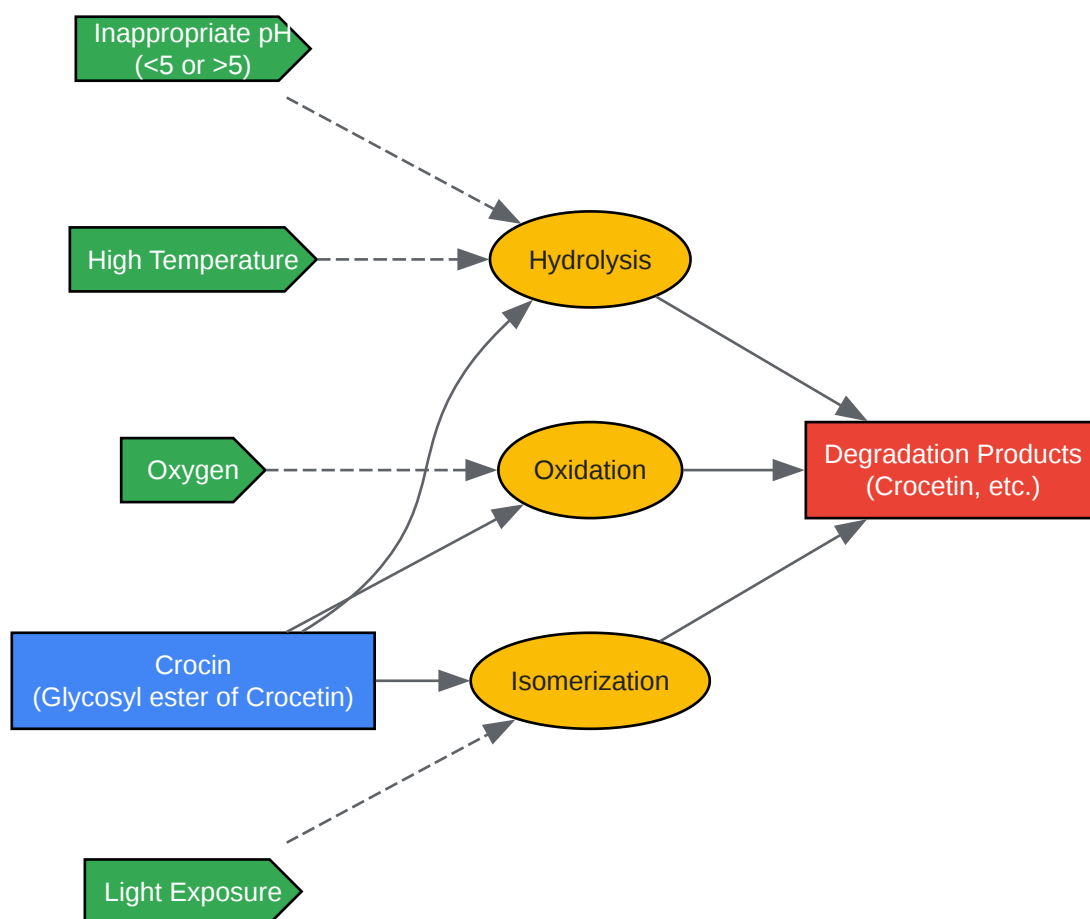 Inappropriate pH
(<5 or >5)
High Temperature
Hydrolysis
Oxygen
Oxidation
Degradation Products
(Crocetin, etc.)
Crocin
(Glycosyl ester of Crocetin)
Isomerization
Light Exposure